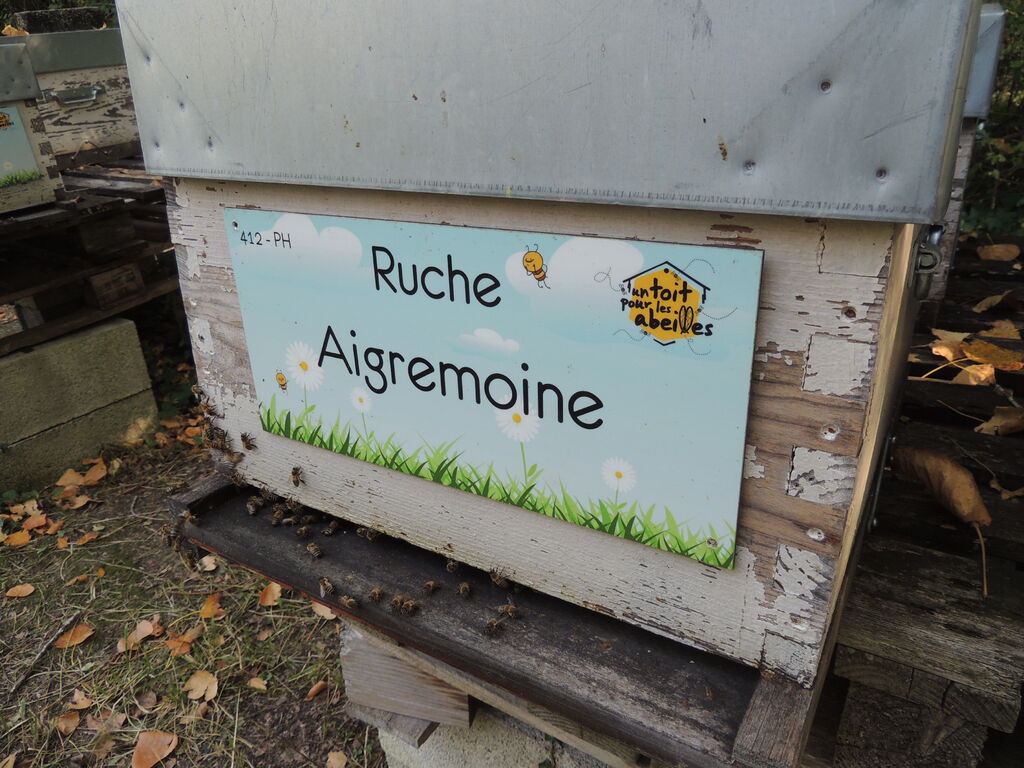 412 - PH
Ruche
Aigremoine
un toit
pour les
abeilles